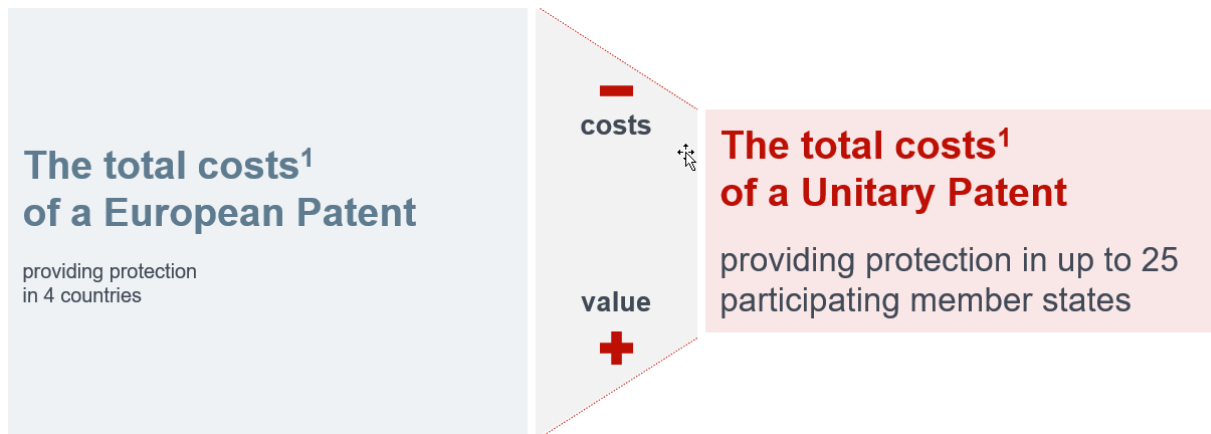 The total costs¹
of a European Patent
providing protection
in 4 countries
costs
value
The total costs¹
of a Unitary Patent
providing protection in up to 25
participating member states